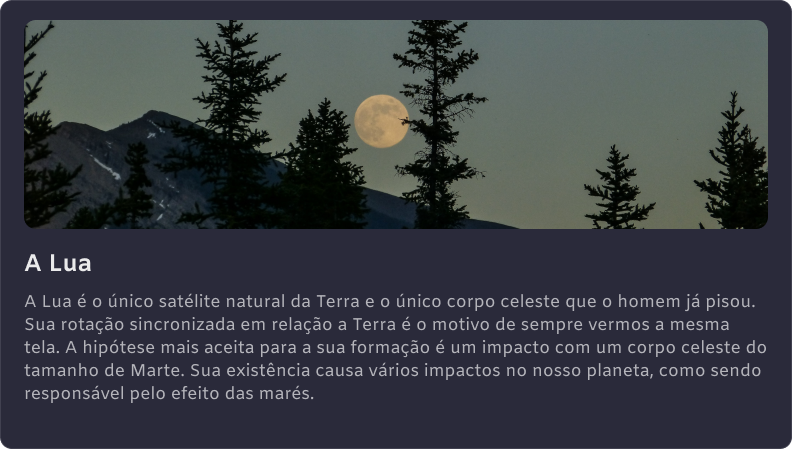 A Lua
A Lua é o único satélite natural da Terra e o único corpo celeste que o homem já pisou.
Sua rotação sincronizada em relação a Terra é o motivo de sempre vermos a mesma
tela. A hipótese mais aceita para a sua formação é um impacto com um corpo celeste do
tamanho de Marte. Sua existência causa vários impactos no nosso planeta, como sendo
responsável pelo efeito das marés.